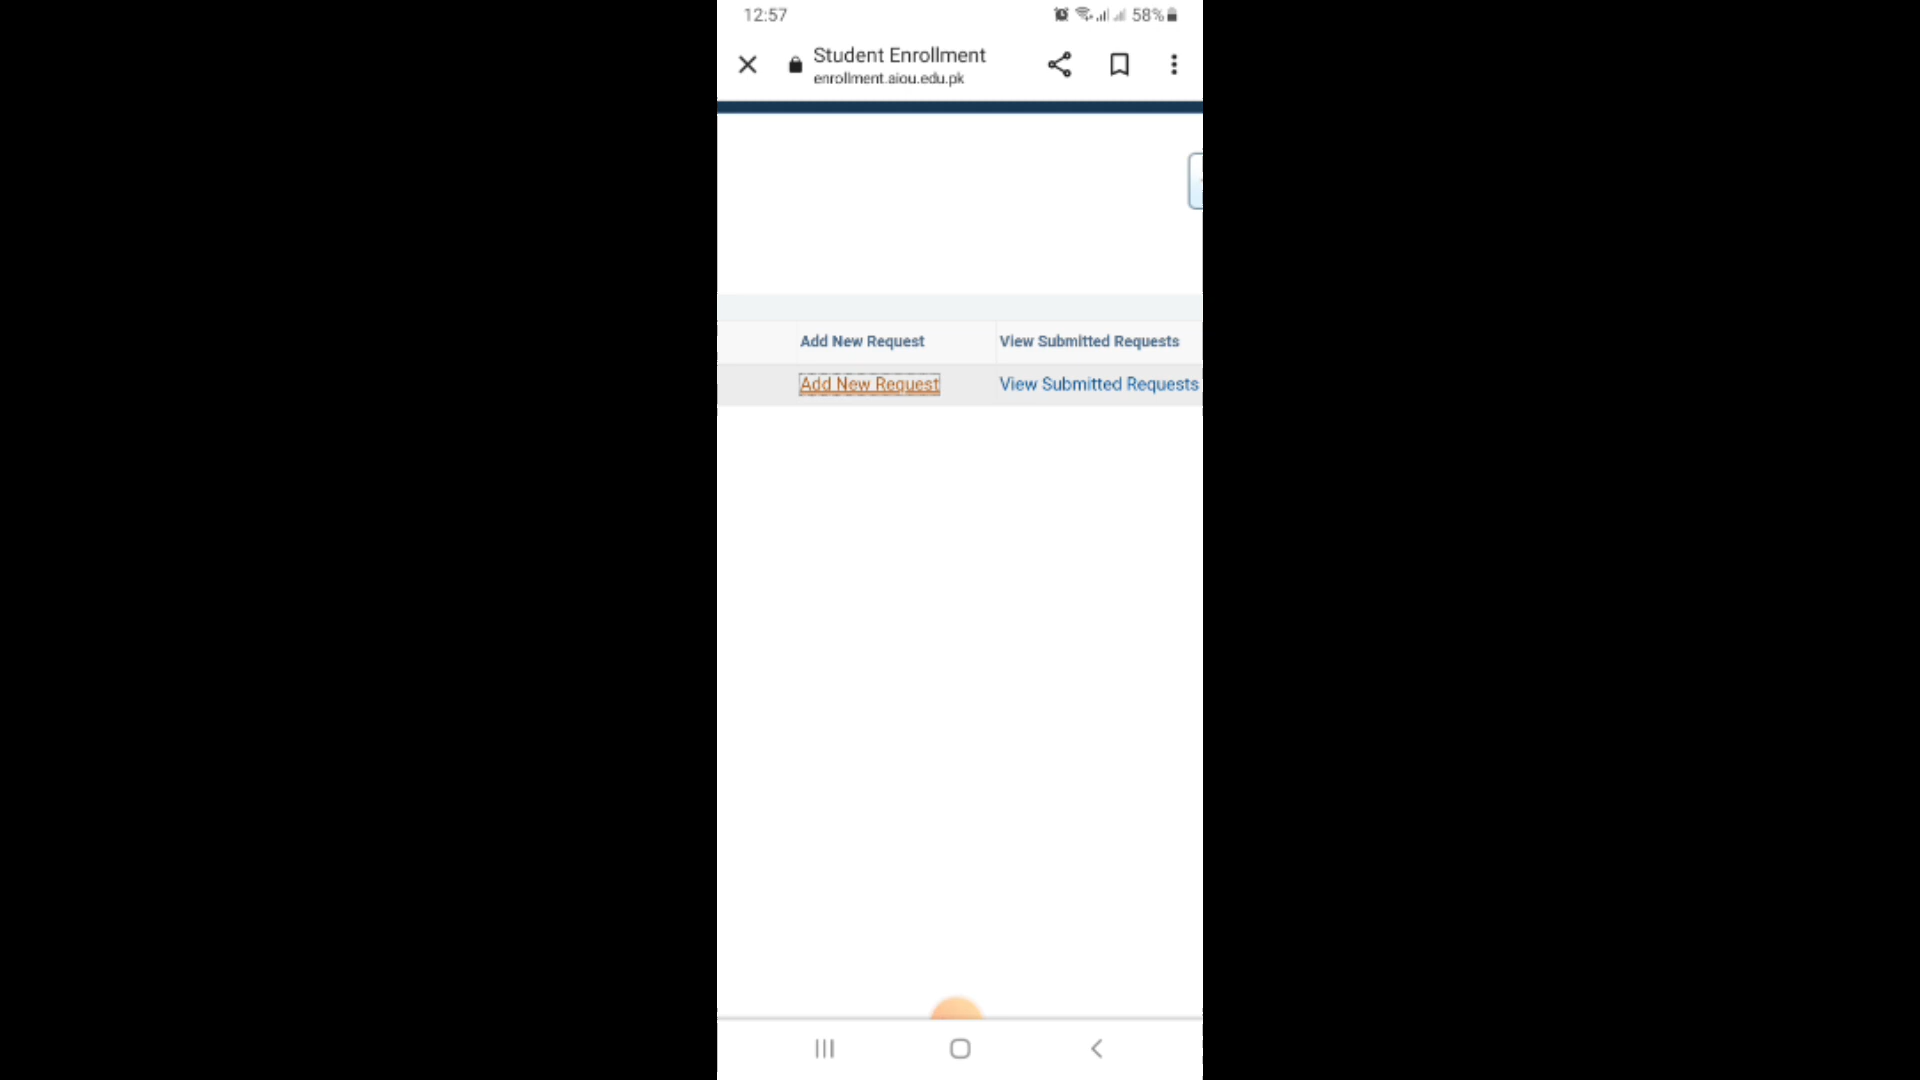 12:57
58%
Student Enrollment
enrollment.aiou.edu.pk
Add New Request View Submitted Requests
Add New Request View Submitted Requests